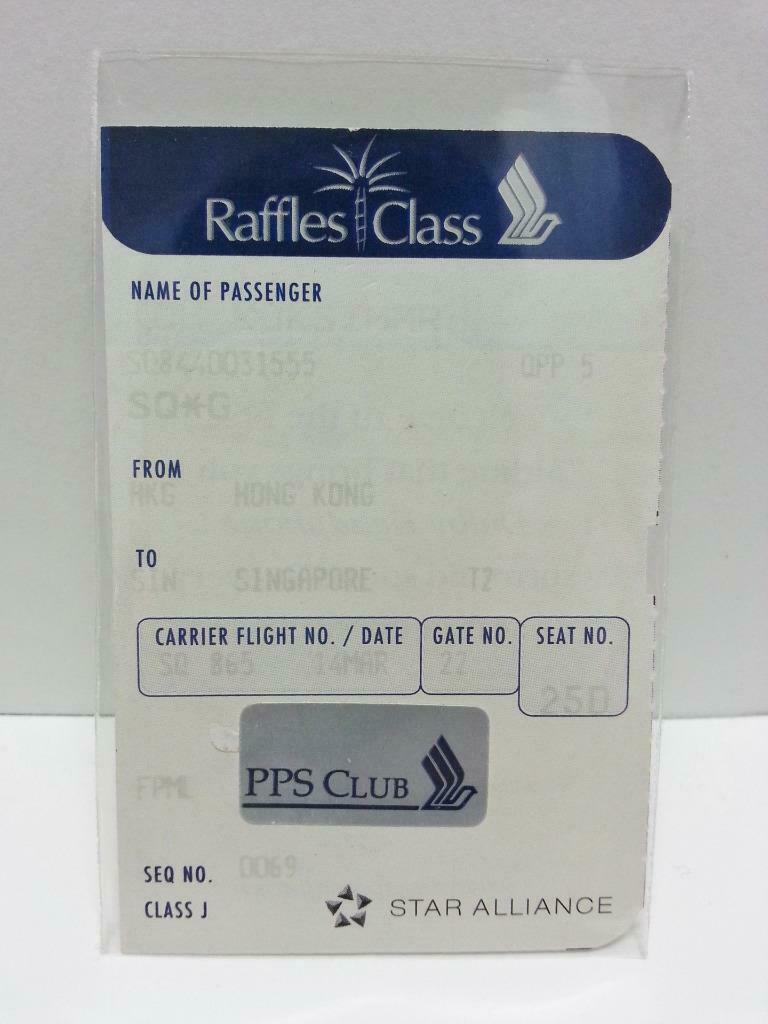 Raffles Class
NAME OF PASSENGER
SQ8440031555 QPP 5
SQ*G
FROM
HKG HONG KONG
TO
SIN SINGAPORE T2
CARRIER FLIGHT NO. / DATE GATE NO. SEAT NO.
SQ 865 14MAR 22
25D
PPS CLUB
FPML
SEQ NO. 0069
CLASS J STAR ALLIANCE